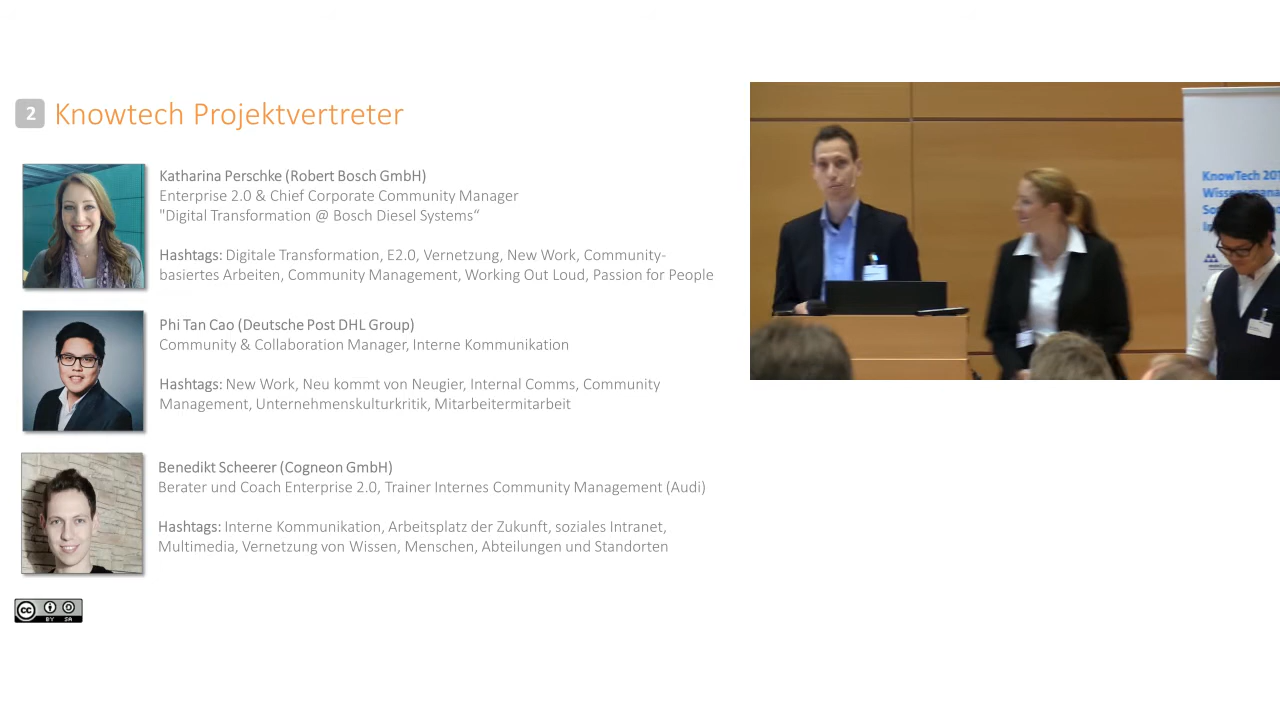 2 Knowtech Projektvertreter
Katharina Perschke (Robert Bosch GmbH)
Enterprise 2.0 & Chief Corporate Community Manager
"Digital Transformation @ Bosch Diesel Systems“
Hashtags: Digitale Transformation, E2.0, Vernetzung, New Work, Community-
basiertes Arbeiten, Community Management, Working Out Loud, Passion for People
Phi Tan Cao (Deutsche Post DHL Group)
Community & Collaboration Manager, Interne Kommunikation
Hashtags: New Work, Neu kommt von Neugier, Internal Comms, Community
Management, Unternehmenskulturkritik, Mitarbeitermitarbeit
Benedikt Scheerer (Cogneon GmbH)
Berater und Coach Enterprise 2.0, Trainer Internes Community Management (Audi)
Hashtags: Interne Kommunikation, Arbeitsplatz der Zukunft, soziales Intranet,
Multimedia, Vernetzung von Wissen, Menschen, Abteilungen und Standorten
cc
BY SA
KnowTech 201